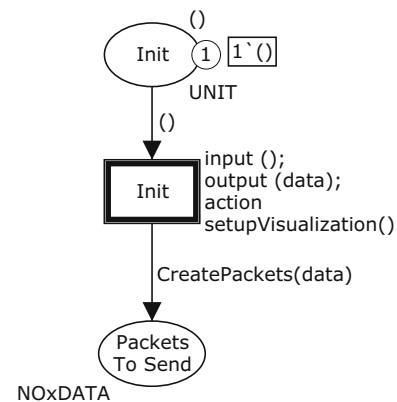 ()
Init
1
1`()
UNIT
()
Init
input ();
output (data);
action
setupVisualization()
CreatePackets(data)
Packets
To Send
NOxDATA